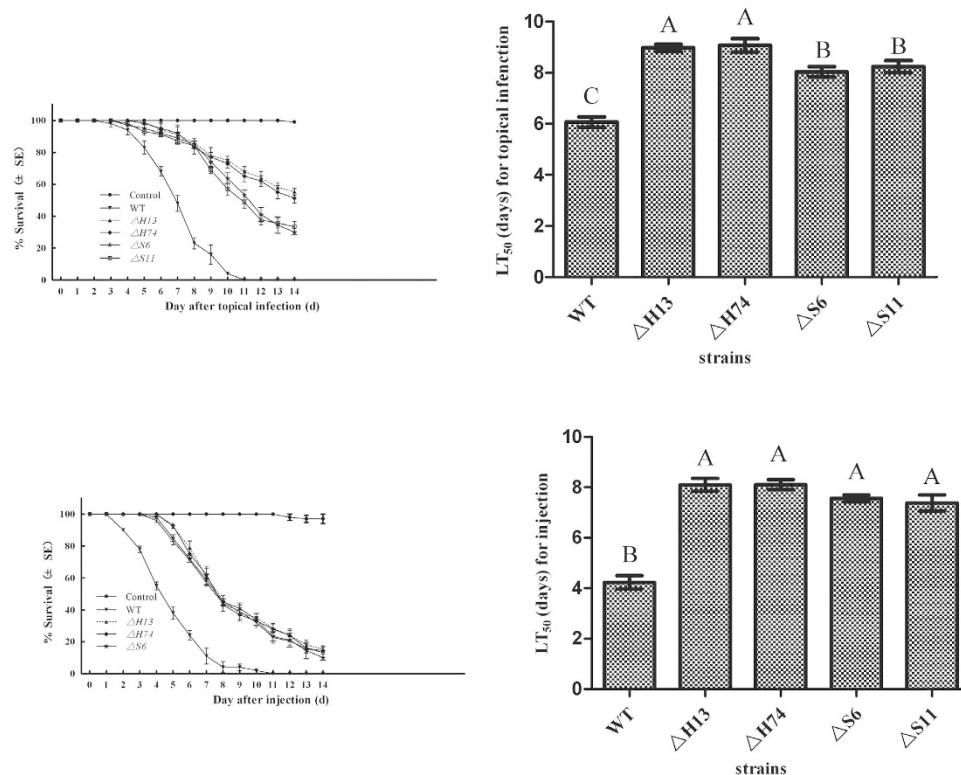 % Survival (± SE)
100
80
60
40
20
0
Control
WT
△H13
△H74
△S6
△S11
0 1 2 3 4 5 6 7 8 9 10 11 12 13 14
Day after topical infection (d)
LT50 (days) for topical infenction
10
8
6
4
2
0
C
A
A
B
B
WT
△H13
△H74
△S6
△S11
strains
% Survival (± SE)
100
80
60
40
20
0
Control
WT
△H13
△H74
△S6
0 1 2 3 4 5 6 7 8 9 10 11 12 13 14
Day after injection (d)
LT50 (days) for injection
10
8
6
4
2
0
B
A
A
A
A
WT
△H13
△H74
△S6
△S11
strains